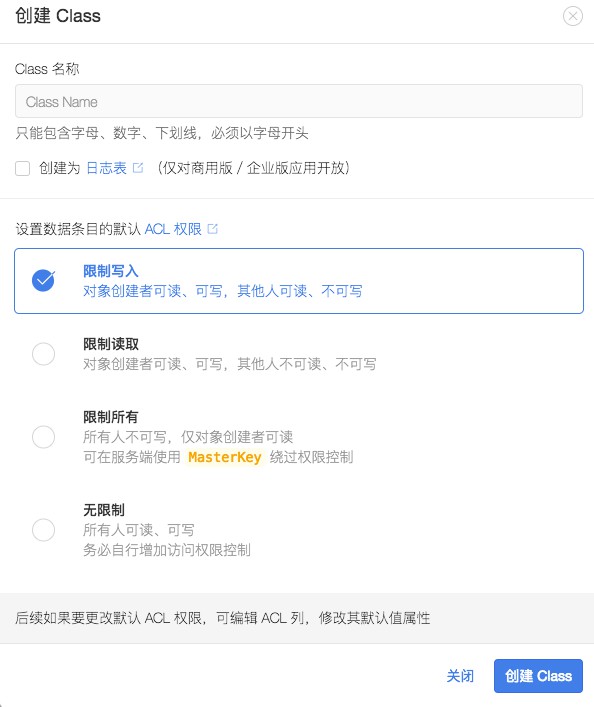 创建 Class
Class 名称
Class Name
只能包含字母、数字、下划线，必须以字母开头
创建为 日志表 （仅对商用版 / 企业版应用开放）
设置数据条目的默认 ACL 权限
限制写入
对象创建者可读、可写，其他人可读、不可写
限制读取
对象创建者可读、可写，其他人不可读、不可写
限制所有
所有人不可写，仅对象创建者可读
可在服务端使用 MasterKey 绕过权限控制
无限制
所有人可读、可写
务必自行增加访问权限控制
后续如果要更改默认 ACL 权限，可编辑 ACL 列，修改其默认值属性
关闭 创建 Class